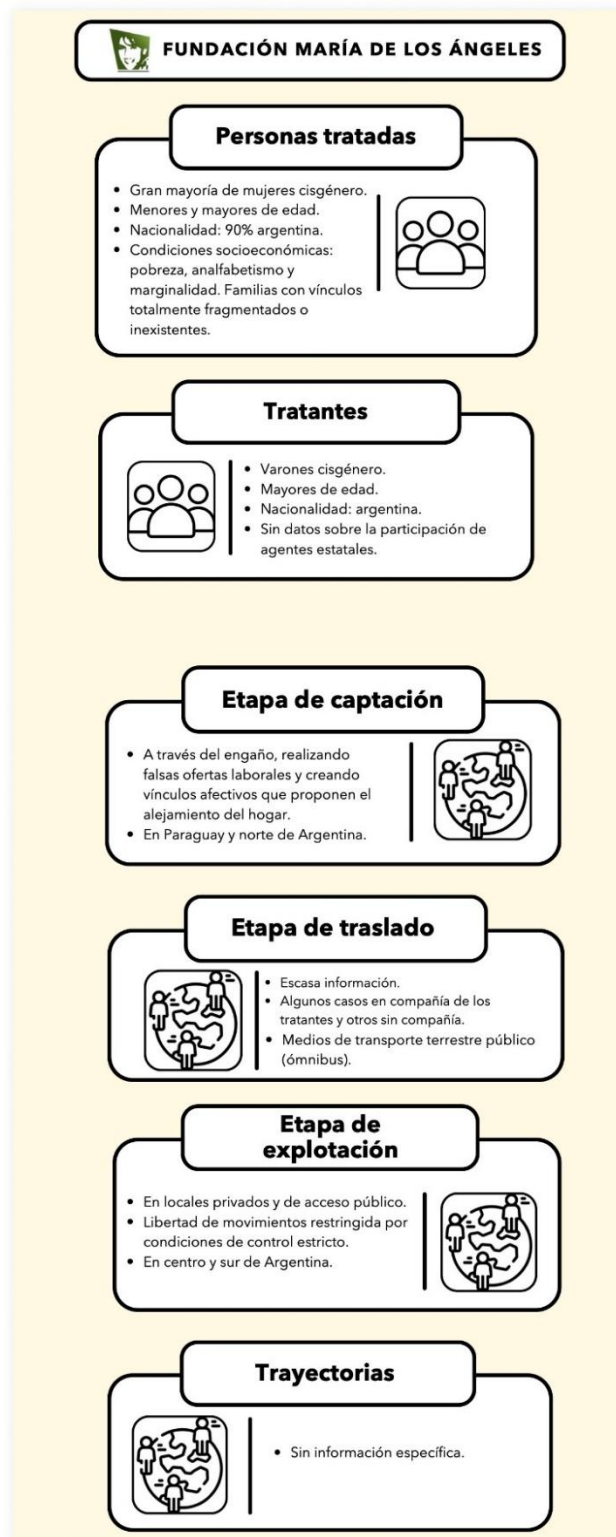 FUNDACIÓN MARÍA DE LOS ÁNGELES
Personas tratadas
• Gran mayoría de mujeres cisgénero.
• Menores y mayores de edad.
• Nacionalidad: 90% argentina.
• Condiciones socioeconómicas:
pobreza, analfabetismo y
marginalidad. Familias con vínculos
totalmente fragmentados o
inexistentes.
Tratantes
• Varones cisgénero.
• Mayores de edad.
• Nacionalidad: argentina.
• Sin datos sobre la participación de
agentes estatales.
Etapa de captación
• A través del engaño, realizando
falsas ofertas laborales y creando
vínculos afectivos que proponen el
alejamiento del hogar.
• En Paraguay y norte de Argentina.
Etapa de traslado
• Escasa información.
• Algunos casos en compañía de los
tratantes y otros sin compañía.
• Medios de transporte terrestre público
(ómnibus).
Etapa de
explotación
• En locales privados y de acceso público.
• Libertad de movimientos restringida por
condiciones de control estricto.
• En centro y sur de Argentina.
Trayectorias
• Sin información específica.